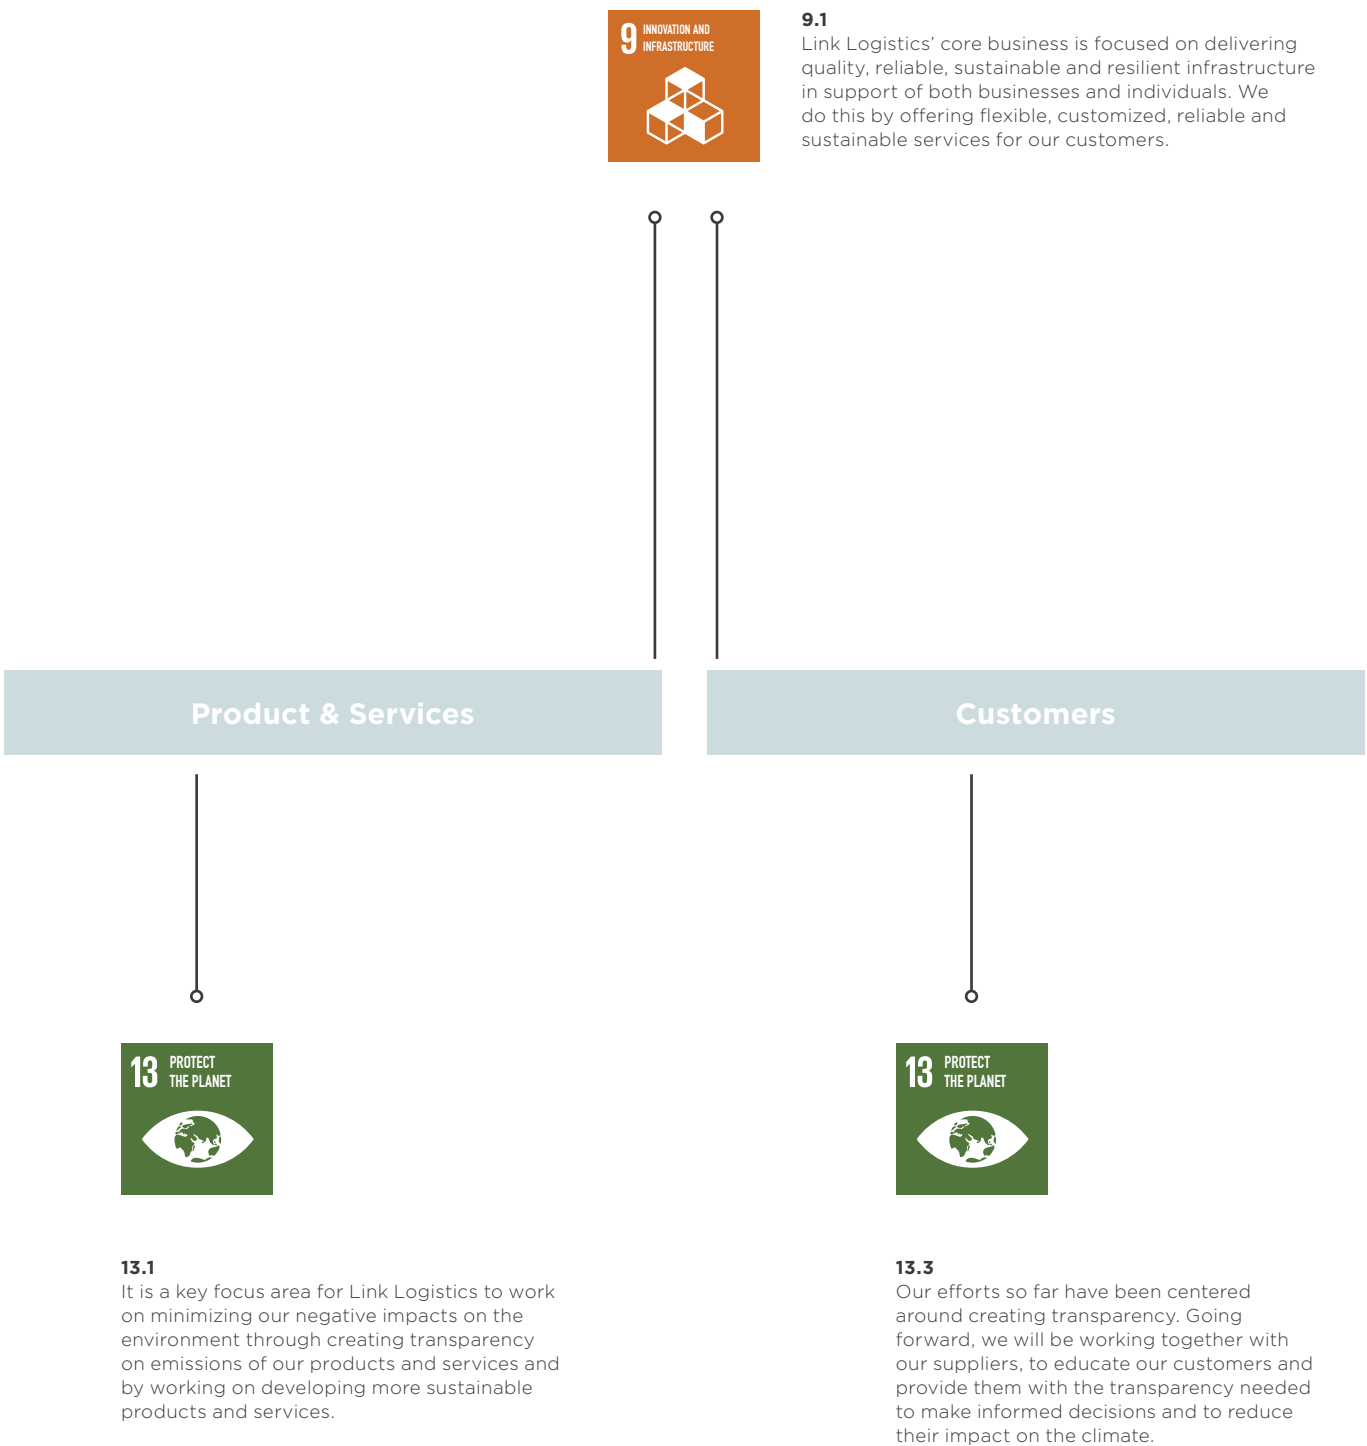 9 INNOVATION AND
INFRASTRUCTURE
9.1
Link Logistics’ core business is focused on delivering
quality, reliable, sustainable and resilient infrastructure
in support of both businesses and individuals. We
do this by offering flexible, customized, reliable and
sustainable services for our customers.
Product & Services
Customers
13 PROTECT
THE PLANET
13.1
It is a key focus area for Link Logistics to work
on minimizing our negative impacts on the
environment through creating transparency
on emissions of our products and services and
by working on developing more sustainable
products and services.
13 PROTECT
THE PLANET
13.3
Our efforts so far have been centered
around creating transparency. Going
forward, we will be working together with
our suppliers, to educate our customers and
provide them with the transparency needed
to make informed decisions and to reduce
their impact on the climate.